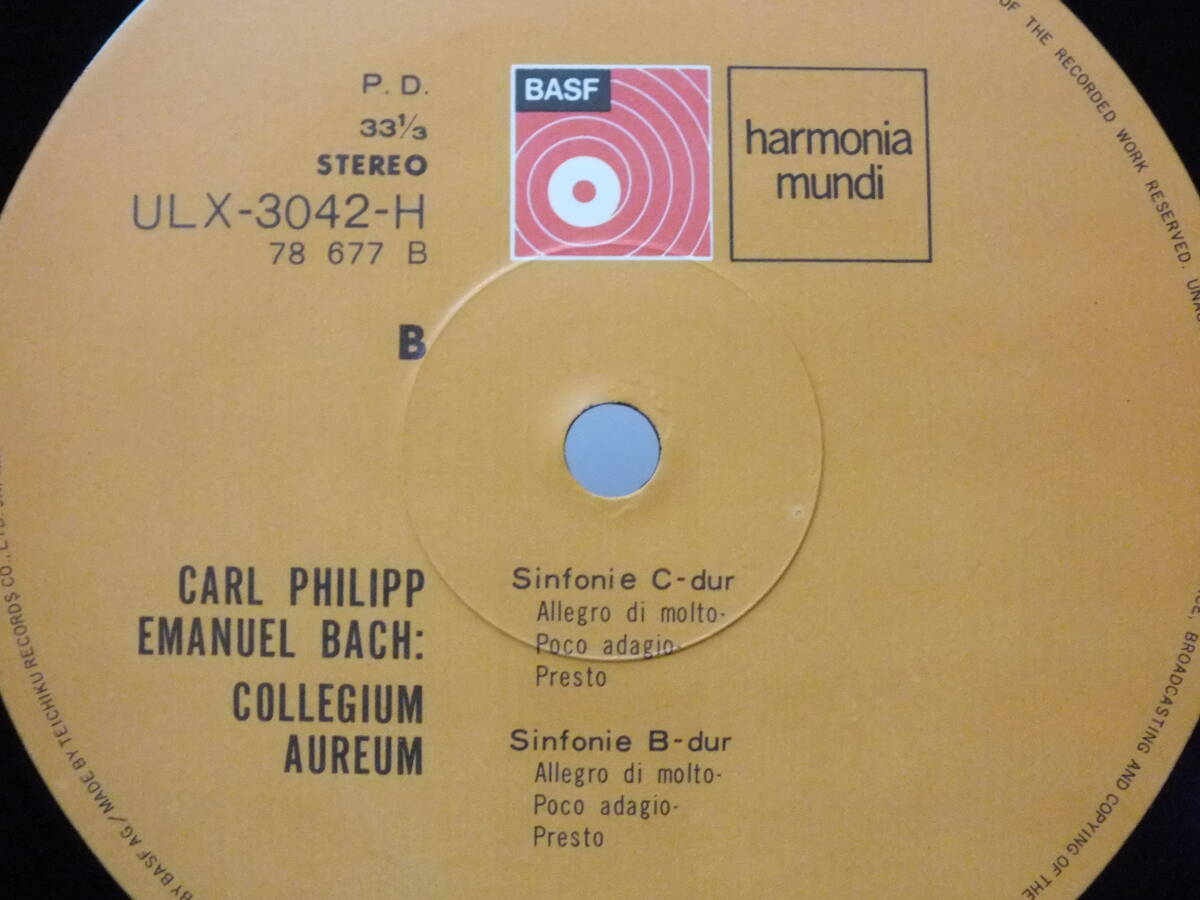 P. D.
33⅓
STEREO
ULX-3042-H
78 677 B
B
BASF
harmonia
mundi
CARL PHILIPP
EMANUEL BACH:
COLLEGIUM
AUREUM
Sinfonie C-dur
Allegro di molto-
Poco adagio-
Presto
Sinfonie B-dur
Allegro di molto-
Poco adagio-
Presto
OF THE RECORDED WORK RESERVED.
BROADCASTING AND COPYING OF THE
BY BASF AG/MADE BY TEICHIKU RECORDS CO., LTD.